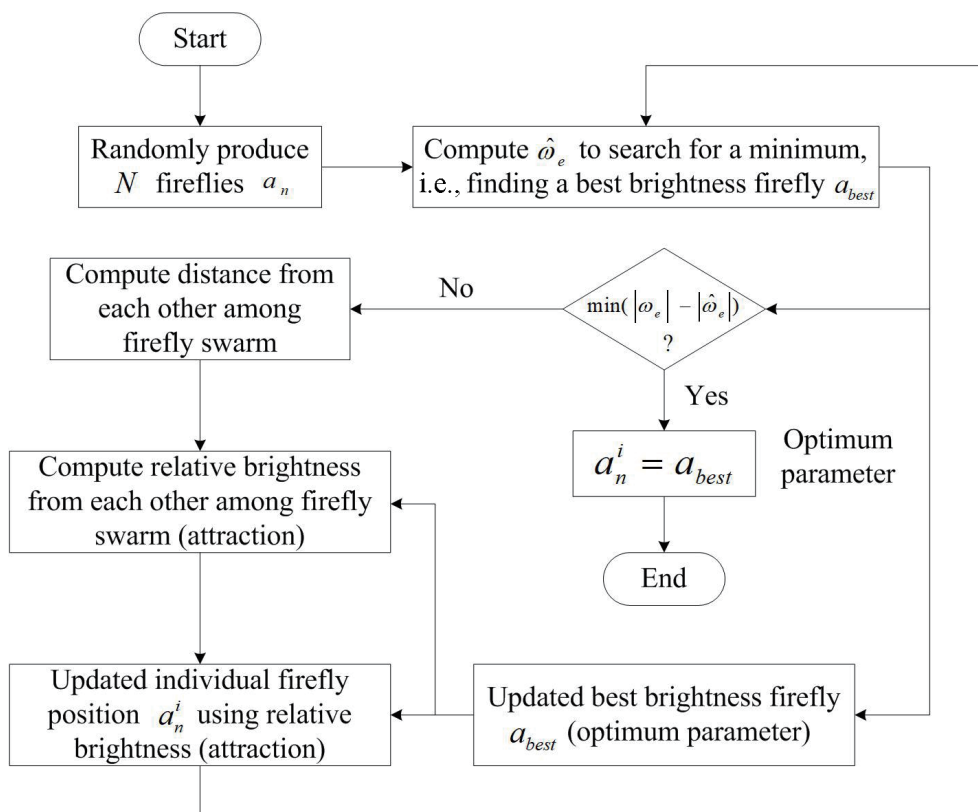 Start
Randomly produce
N fireflies a_n
Compute ω̂_e to search for a minimum,
i.e., finding a best brightness firefly a_best
Compute distance from
each other among
firefly swarm
No
min( |ω_e| − |ω̂_e| )
?
Yes
a_n^i = a_best
Optimum
parameter
End
Compute relative brightness
from each other among firefly
swarm (attraction)
Updated individual firefly
position a_n^i using relative
brightness (attraction)
Updated best brightness firefly
a_best (optimum parameter)